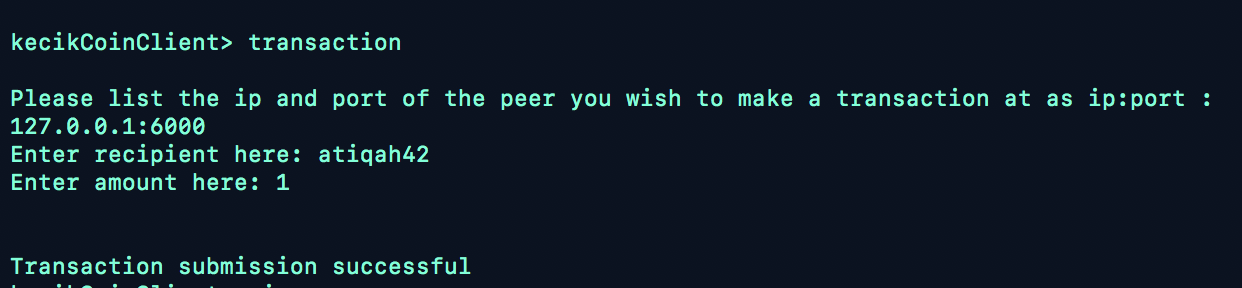 kecikCoinClient> transaction
Please list the ip and port of the peer you wish to make a transaction at as ip:port :
127.0.0.1:6000
Enter recipient here: atiqah42
Enter amount here: 1
Transaction submission successful